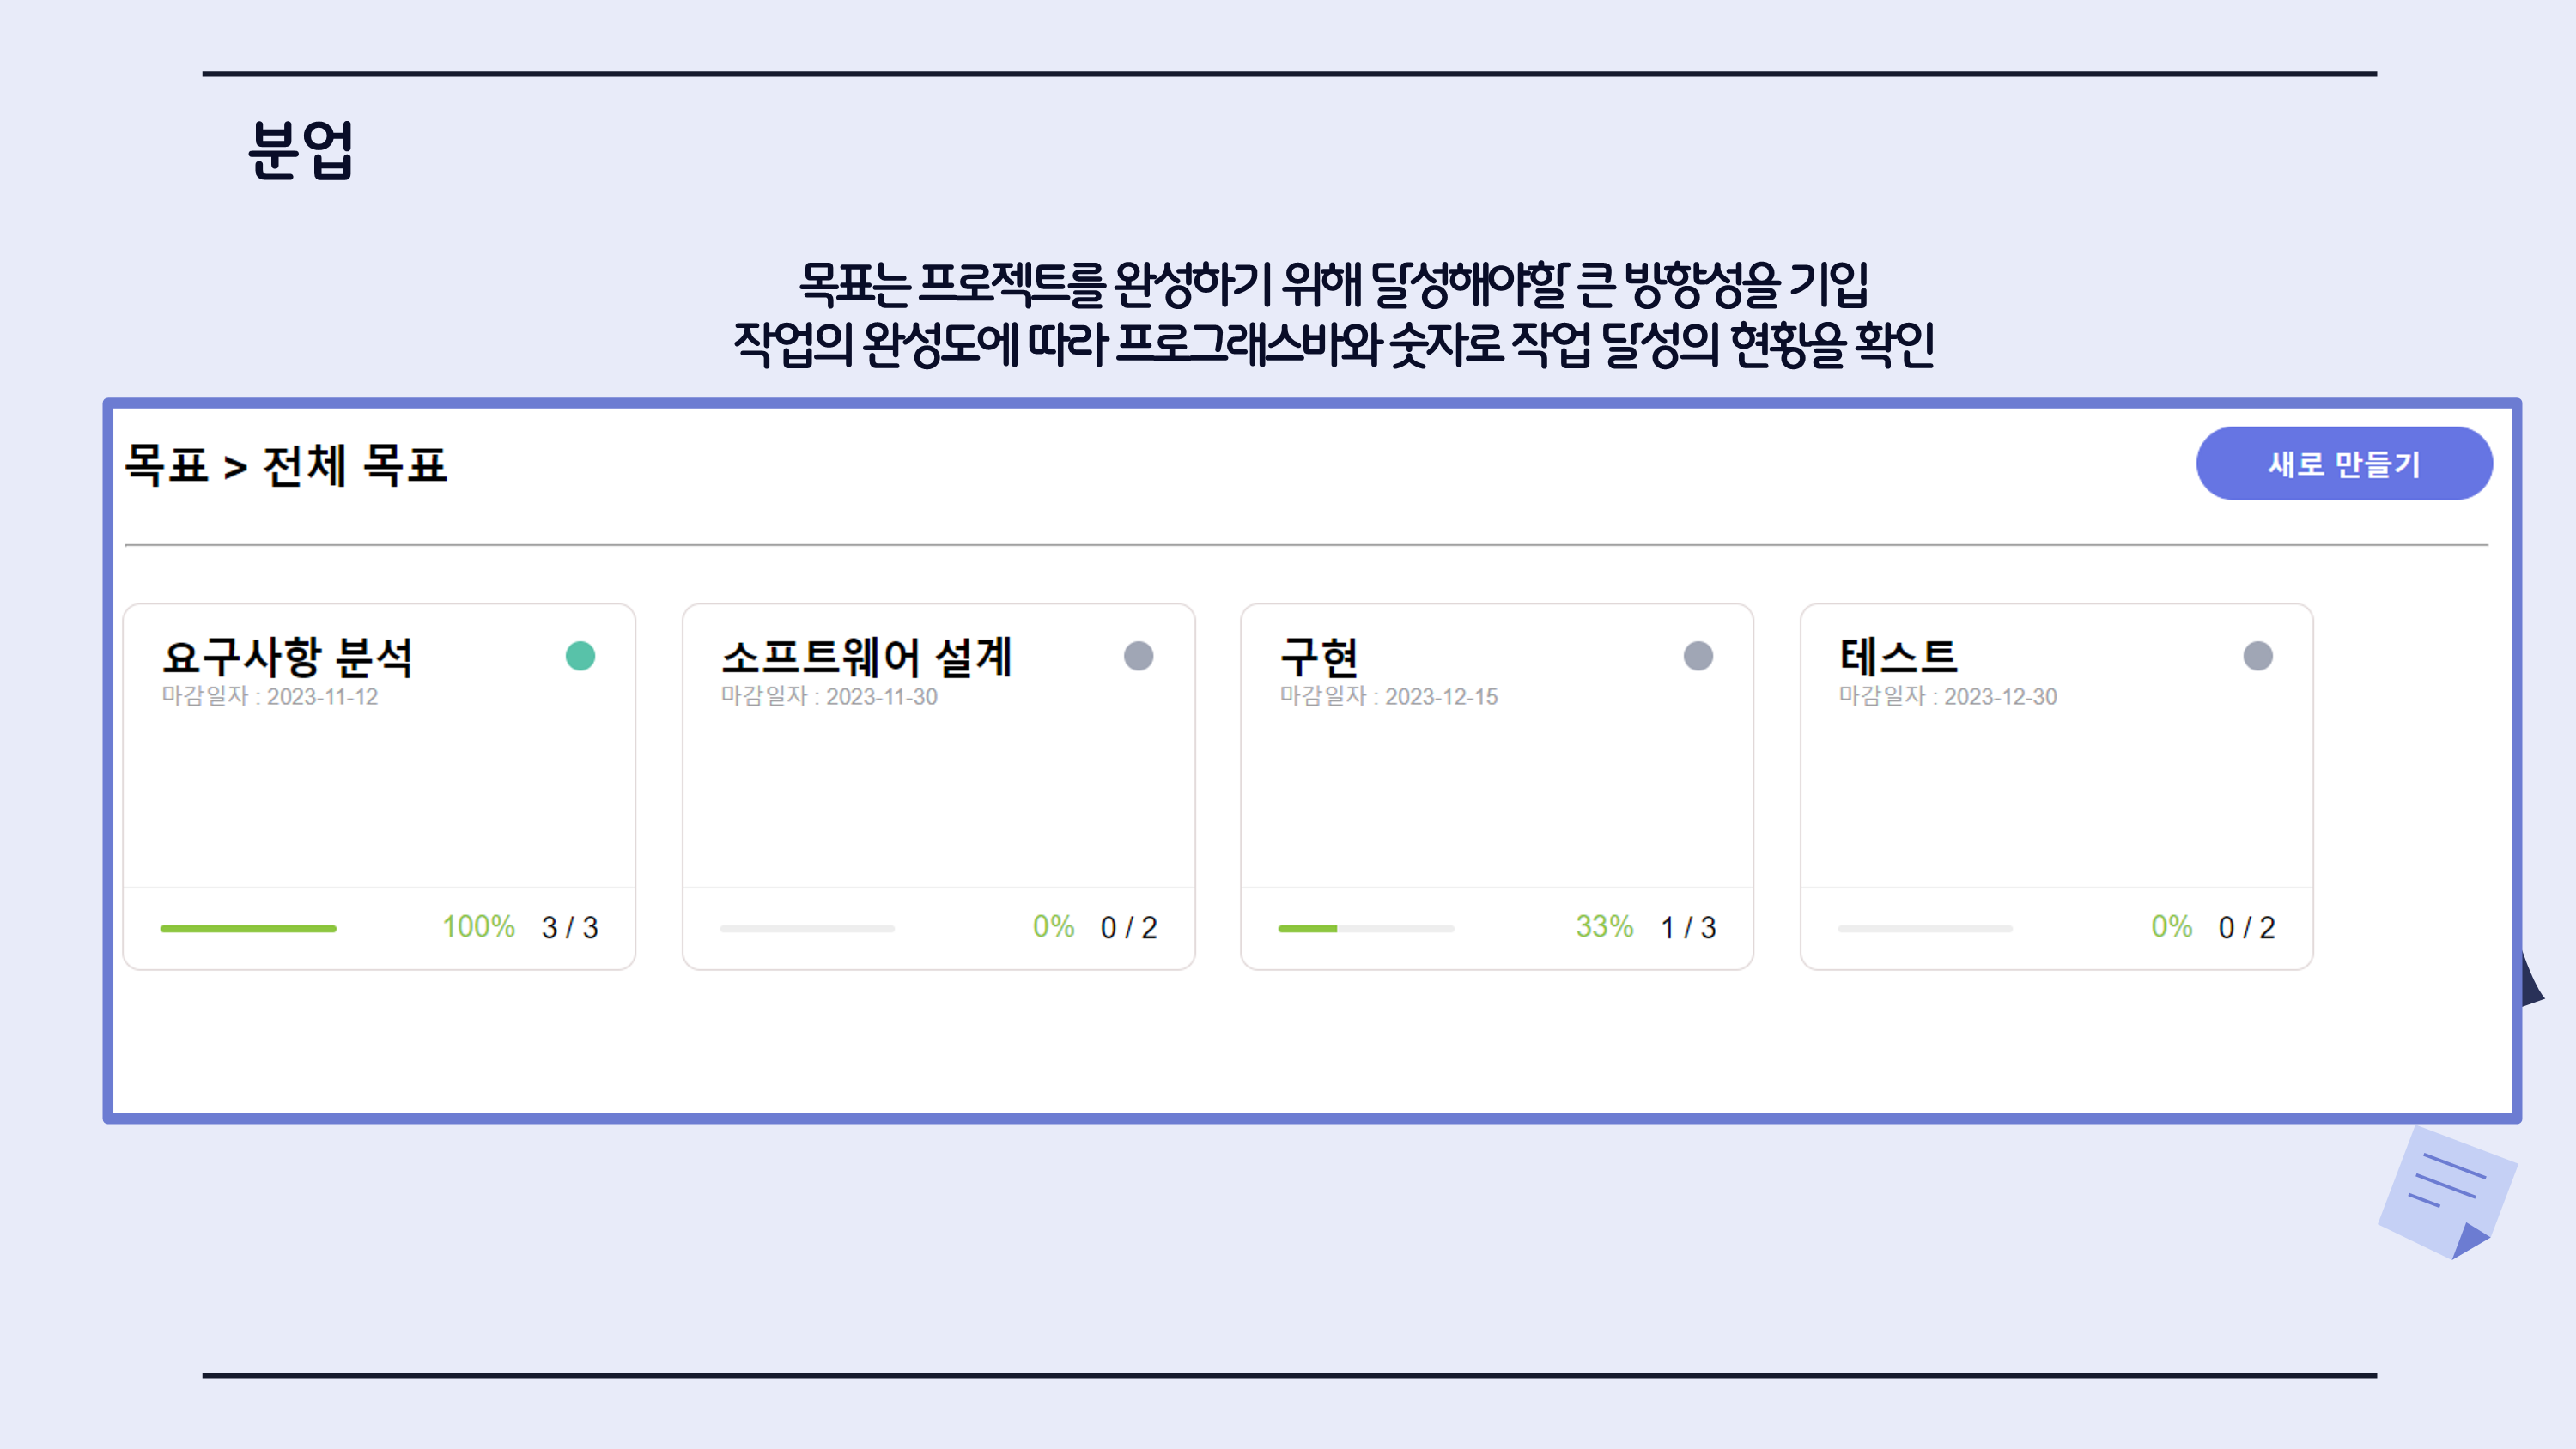 분업
목표는 프로젝트를 완성하기 위해 달성해야할 큰 방향성을 기입
작업의 완성도에 따라 프로그래스바와 숫자로 작업 달성의 현황을 확인
목표 > 전체 목표
새로 만들기
요구사항 분석
마감일자 : 2023-11-12
100% 3 / 3
소프트웨어 설계
마감일자 : 2023-11-30
0% 0 / 2
구현
마감일자 : 2023-12-15
33% 1 / 3
테스트
마감일자 : 2023-12-30
0% 0 / 2